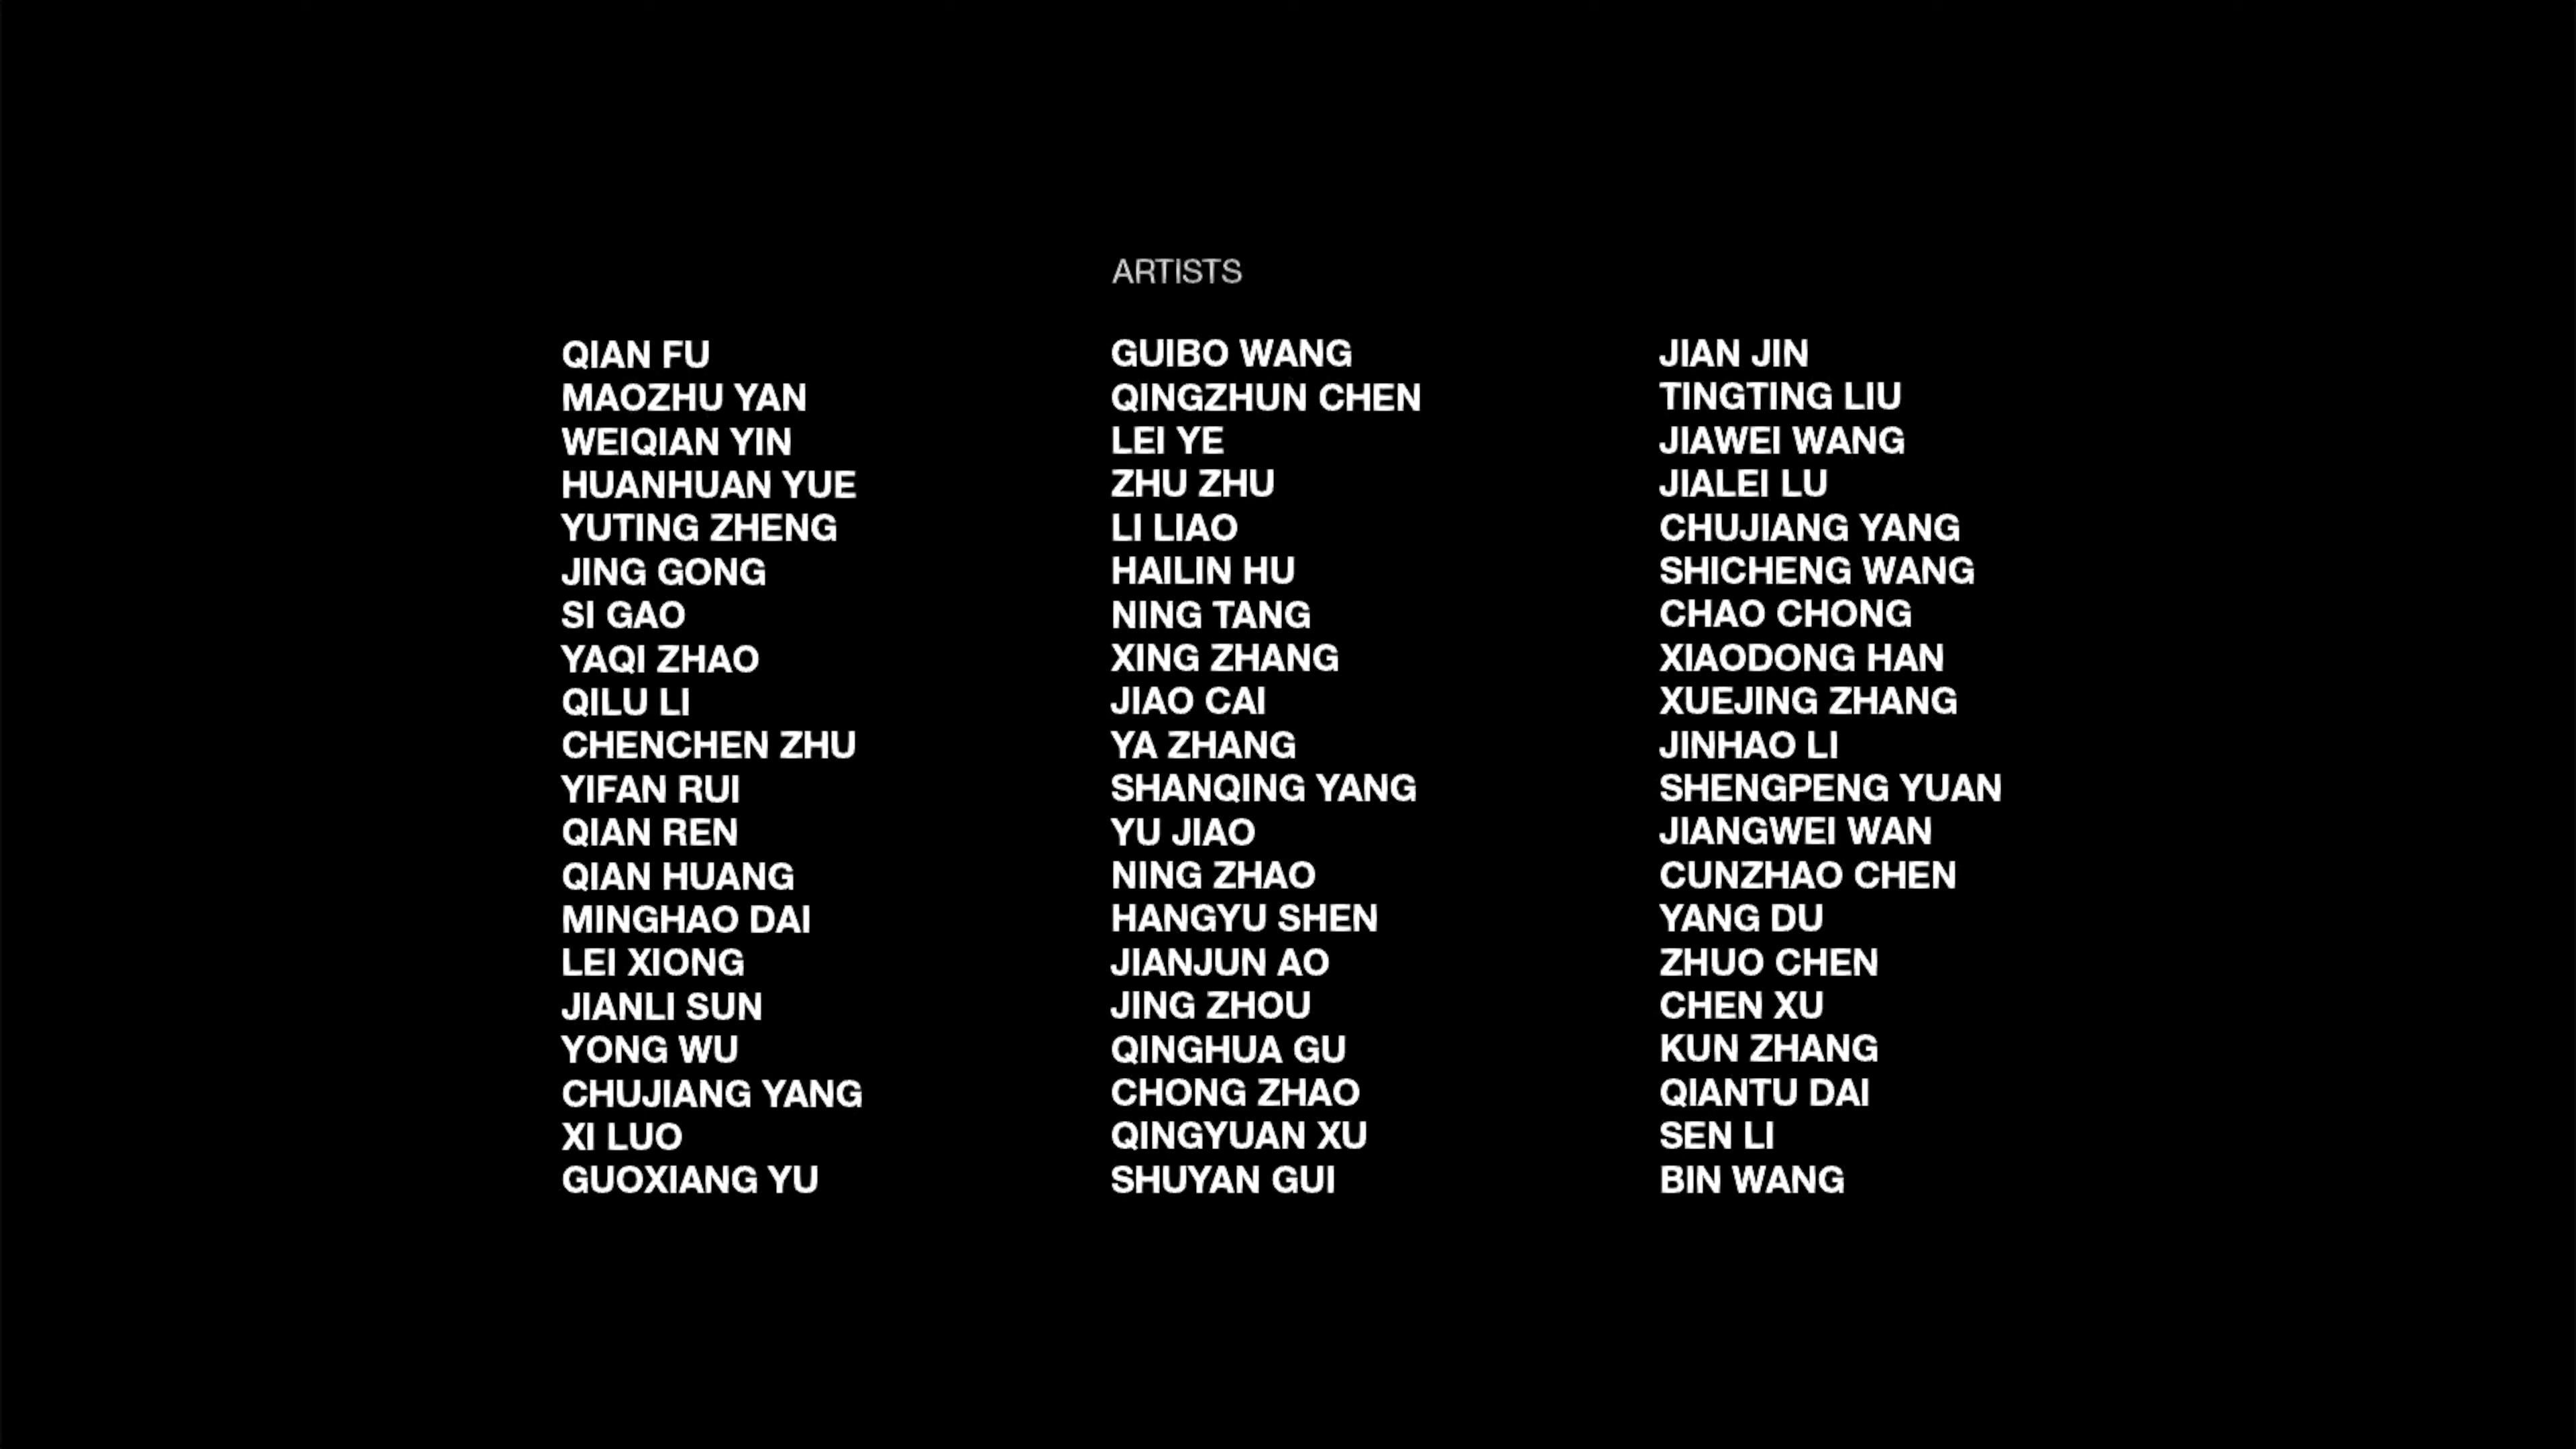 ARTISTS
QIAN FU
MAOZHU YAN
WEIQIAN YIN
HUANHUAN YUE
YUTING ZHENG
JING GONG
SI GAO
YAQI ZHAO
QILU LI
CHENCHEN ZHU
YIFAN RUI
QIAN REN
QIAN HUANG
MINGHAO DAI
LEI XIONG
JIANLI SUN
YONG WU
CHUJIANG YANG
XI LUO
GUOXIANG YU
GUIBO WANG
QINGZHUN CHEN
LEI YE
ZHU ZHU
LI LIAO
HAILIN HU
NING TANG
XING ZHANG
JIAO CAI
YA ZHANG
SHANQING YANG
YU JIAO
NING ZHAO
HANGYU SHEN
JIANJUN AO
JING ZHOU
QINGHUA GU
CHONG ZHAO
QINGYUAN XU
SHUYAN GUI
JIAN JIN
TINGTING LIU
JIAWEI WANG
JIALEI LU
CHUJIANG YANG
SHICHENG WANG
CHAO CHONG
XIAODONG HAN
XUEJING ZHANG
JINHAO LI
SHENGPENG YUAN
JIANGWEI WAN
CUNZHAO CHEN
YANG DU
ZHUO CHEN
CHEN XU
KUN ZHANG
QIANTU DAI
SEN LI
BIN WANG